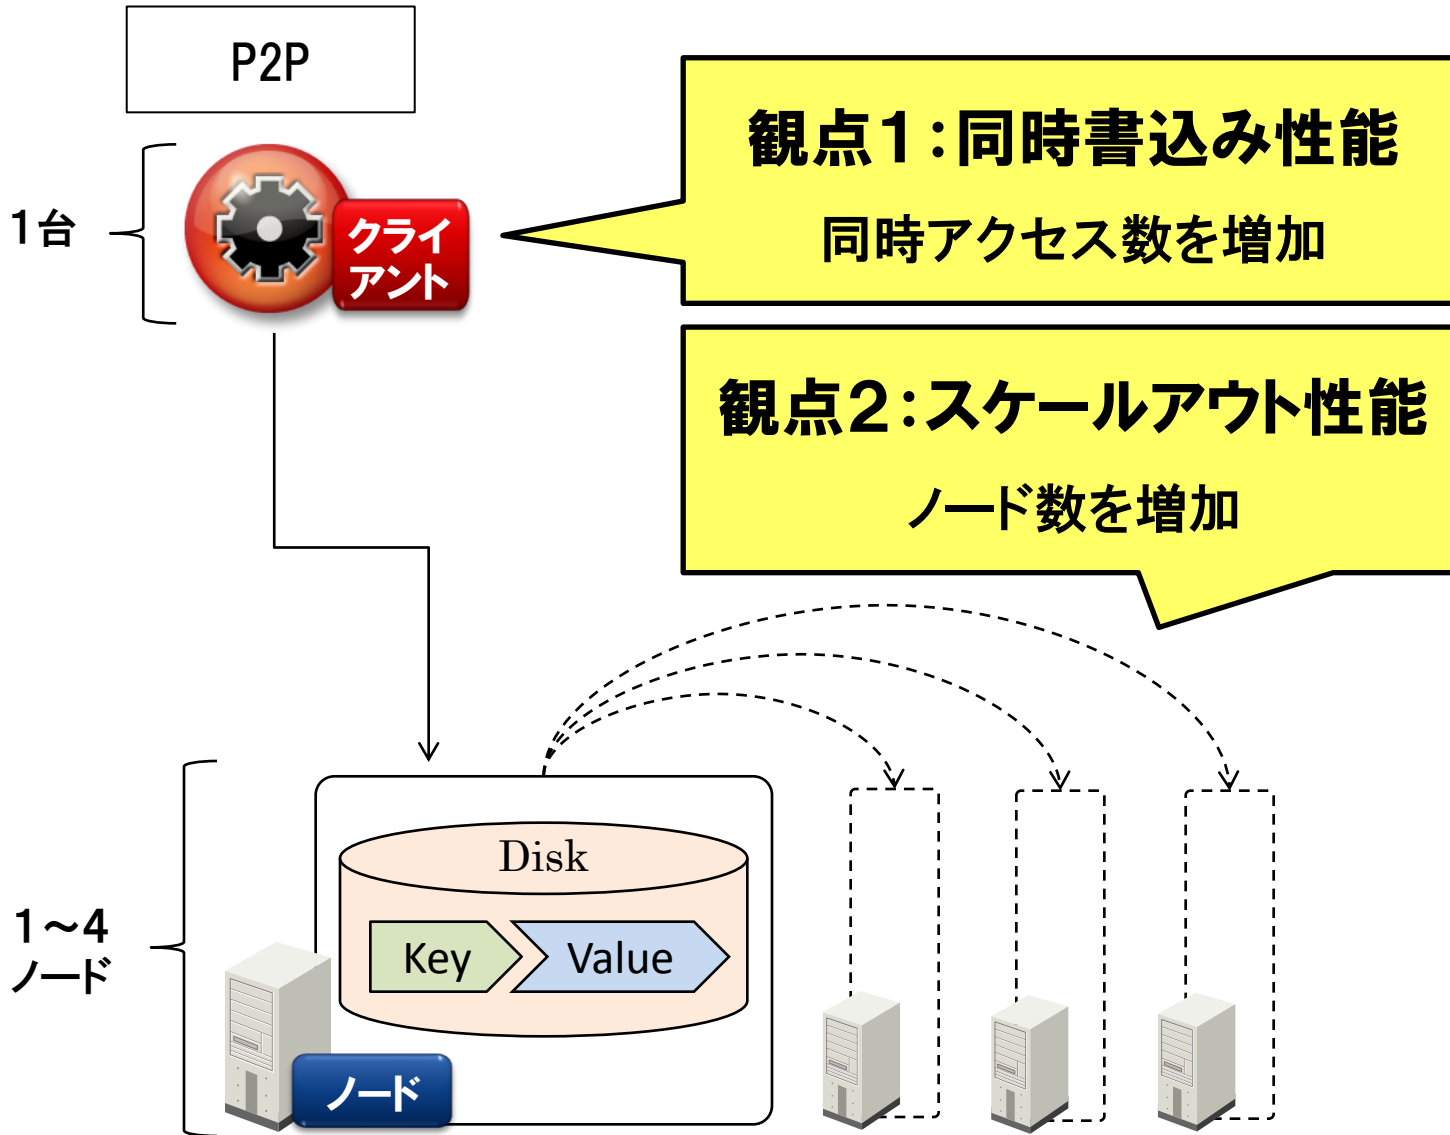 P2P
観点1：同時書込み性能
同時アクセス数を増加
1台
クライ
アント
観点2：スケールアウト性能
ノード数を増加
Disk
Key
Value
1～4
ノード
ノード